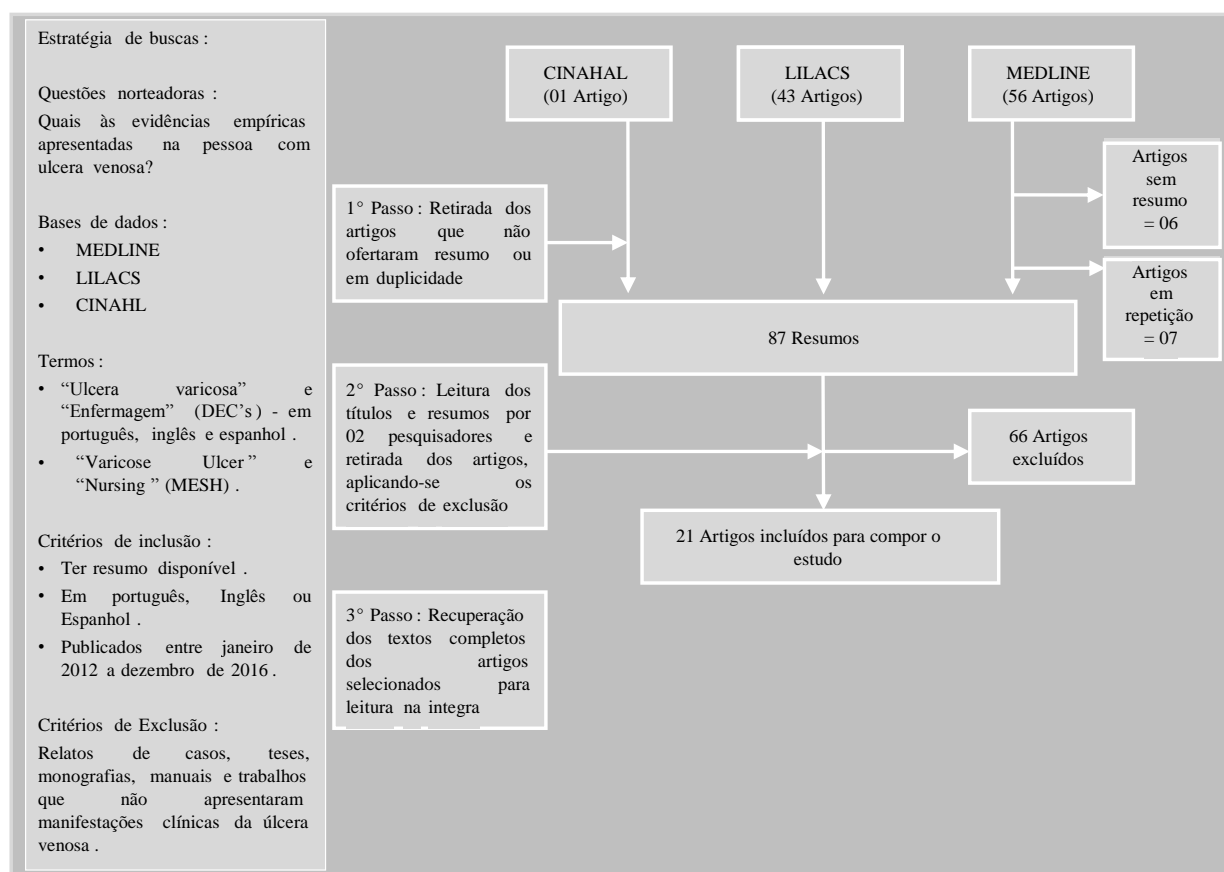 Estratégia de buscas :
Questões norteadoras :
Quais às evidências empíricas
apresentadas na pessoa com
ulcera venosa?
Bases de dados :
• MEDLINE
• LILACS
• CINAHL
Termos :
• “Ulcera varicosa” e
“Enfermagem” (DEC’s ) - em
português, inglês e espanhol .
• “Varicose Ulcer ” e
“Nursing ” (MESH) .
Critérios de inclusão :
• Ter resumo disponível .
• Em português, Inglês ou
Espanhol .
• Publicados entre janeiro de
2012 a dezembro de 2016 .
Critérios de Exclusão :
Relatos de casos, teses,
monografias, manuais e trabalhos
que não apresentaram
manifestações clínicas da úlcera
venosa .
CINAHAL
(01 Artigo)
LILACS
(43 Artigos)
MEDLINE
(56 Artigos)
Artigos
sem
resumo
= 06
1° Passo : Retirada dos
artigos que não
ofertaram resumo ou
em duplicidade
Artigos
em
repetição
= 07
87 Resumos
2° Passo : Leitura dos
títulos e resumos por
02 pesquisadores e
retirada dos artigos,
aplicando-se os
critérios de exclusão
66 Artigos
excluídos
21 Artigos incluídos para compor o
estudo
3° Passo : Recuperação
dos textos completos
dos artigos
selecionados para
leitura na integra